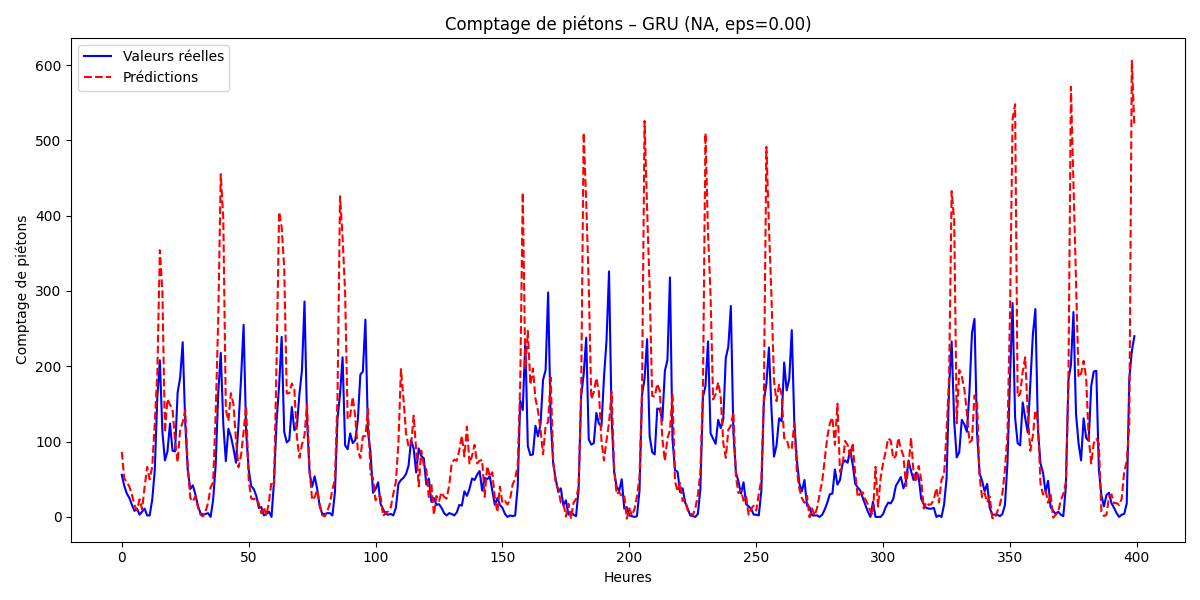 Comptage de piétons – GRU (NA, eps=0.00)
Valeurs réelles
Prédictions
Comptage de piétons
600
500
400
300
200
100
0
0 50 100 150 200 250 300 350 400
Heures